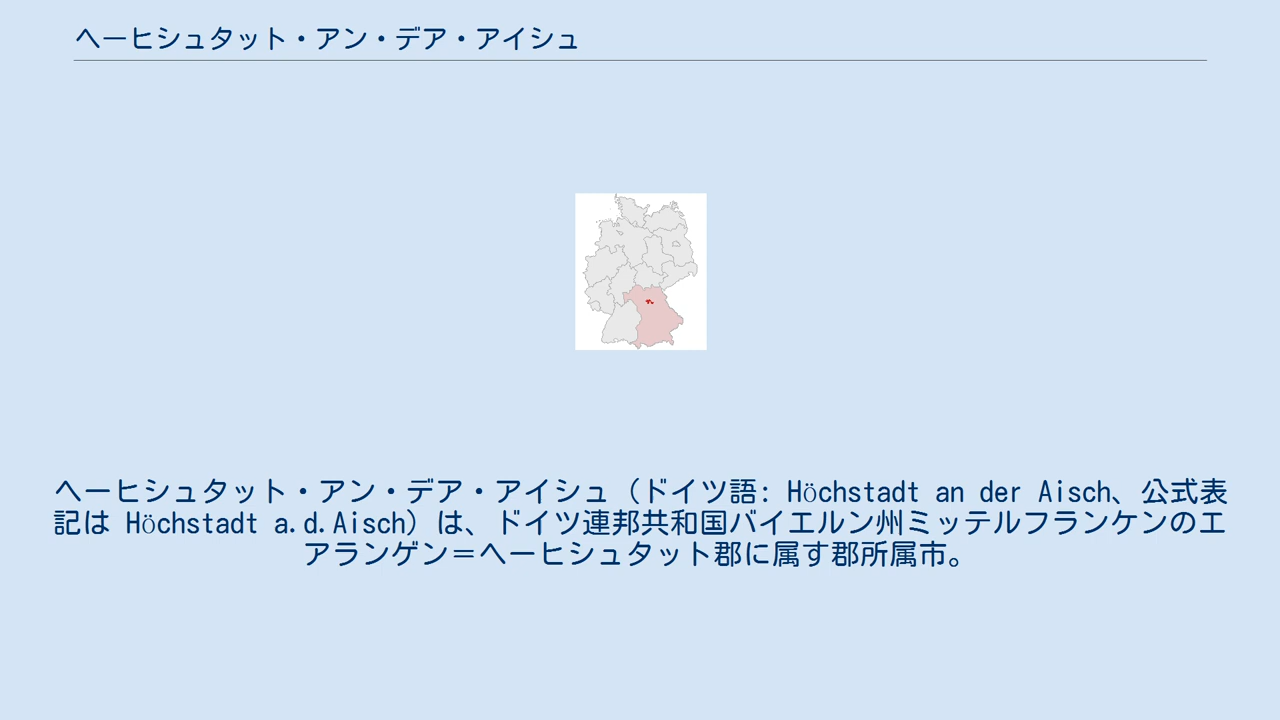 ヘーヒシュタット・アン・デア・アイシュ
ヘーヒシュタット・アン・デア・アイシュ（ドイツ語: Höchstadt an der Aisch、公式表
記は Höchstadt a.d.Aisch）は、ドイツ連邦共和国バイエルン州ミッテルフランケンのエ
アランゲン＝ヘーヒシュタット郡に属す郡所属市。